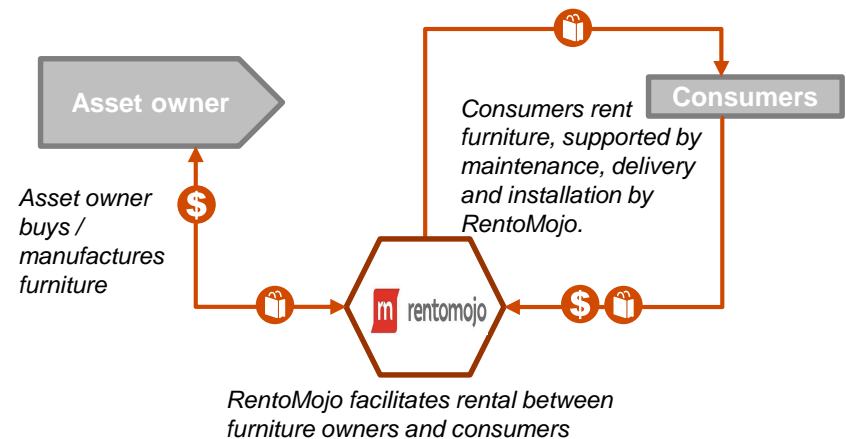 Asset owner
Consumers
Consumers rent
furniture, supported by
maintenance, delivery
and installation by
RentoMojo.
Asset owner
buys /
manufactures
furniture
$
$
m rentomojo
RentoMojo facilitates rental between
furniture owners and consumers